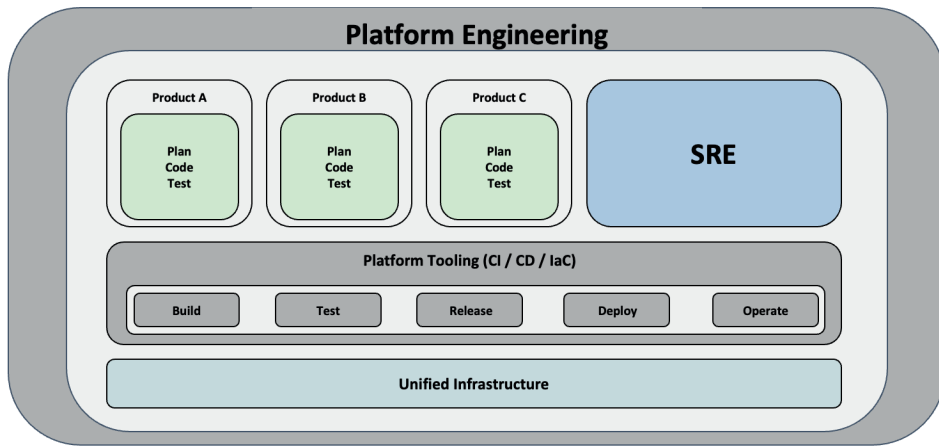 Platform Engineering
Product A
Plan
Code
Test
Product B
Plan
Code
Test
Product C
Plan
Code
Test
SRE
Platform Tooling (CI / CD / IaC)
Build
Test
Release
Deploy
Operate
Unified Infrastructure